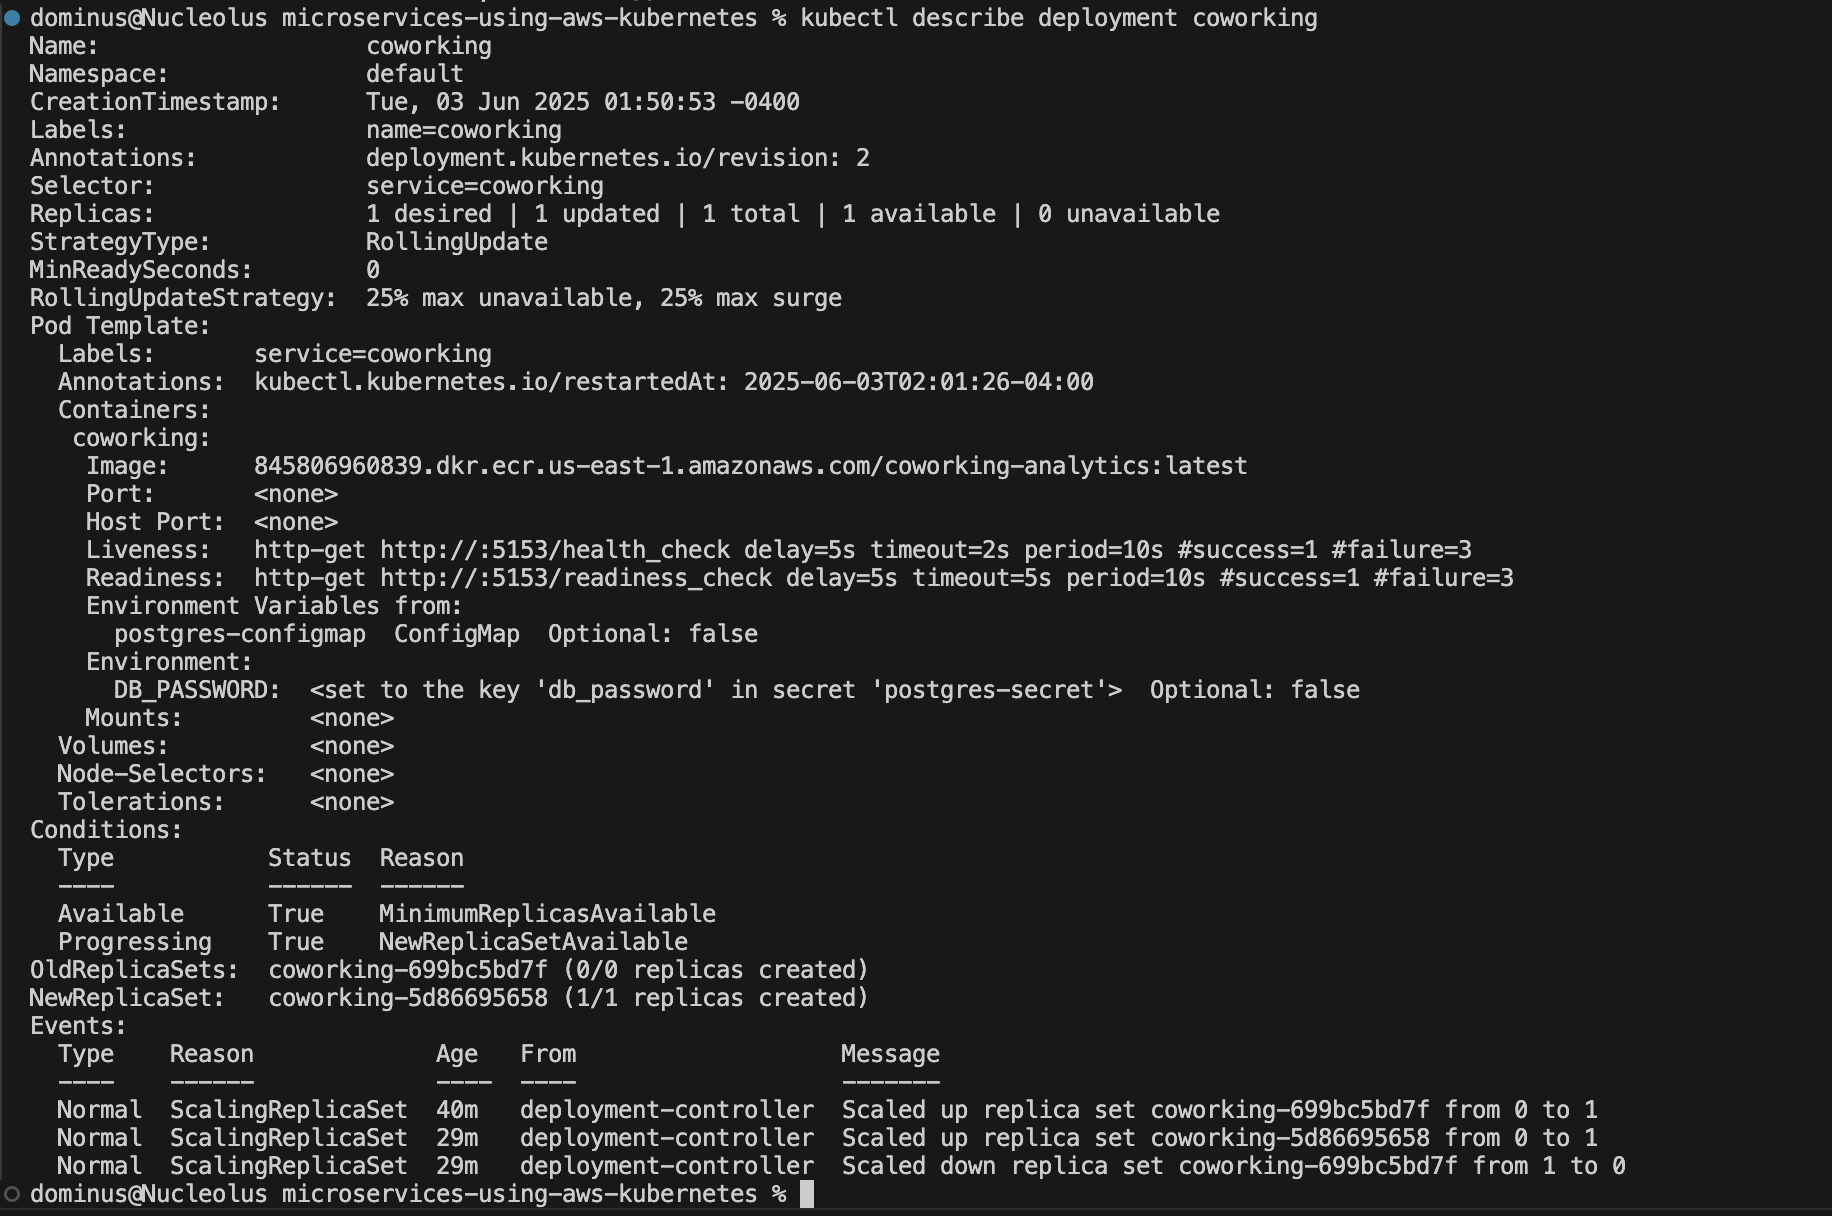 dominus@Nucleolus microservices-using-aws-kubernetes % kubectl describe deployment coworking
Name:                   coworking
Namespace:              default
CreationTimestamp:      Tue, 03 Jun 2025 01:50:53 -0400
Labels:                 name=coworking
Annotations:            deployment.kubernetes.io/revision: 2
Selector:               service=coworking
Replicas:               1 desired | 1 updated | 1 total | 1 available | 0 unavailable
StrategyType:           RollingUpdate
MinReadySeconds:        0
RollingUpdateStrategy:  25% max unavailable, 25% max surge
Pod Template:
  Labels:       service=coworking
  Annotations:  kubectl.kubernetes.io/restartedAt: 2025-06-03T02:01:26-04:00
  Containers:
   coworking:
    Image:      845806960839.dkr.ecr.us-east-1.amazonaws.com/coworking-analytics:latest
    Port:       <none>
    Host Port:  <none>
    Liveness:   http-get http://:5153/health_check delay=5s timeout=2s period=10s #success=1 #failure=3
    Readiness:  http-get http://:5153/readiness_check delay=5s timeout=5s period=10s #success=1 #failure=3
    Environment Variables from:
      postgres-configmap  ConfigMap  Optional: false
    Environment:
      DB_PASSWORD:  <set to the key 'db_password' in secret 'postgres-secret'>  Optional: false
    Mounts:         <none>
  Volumes:          <none>
  Node-Selectors:   <none>
  Tolerations:      <none>
Conditions:
  Type           Status  Reason
  ----           ------  ------
  Available      True    MinimumReplicasAvailable
  Progressing    True    NewReplicaSetAvailable
OldReplicaSets:  coworking-699bc5bd7f (0/0 replicas created)
NewReplicaSet:   coworking-5d86695658 (1/1 replicas created)
Events:
  Type    Reason             Age   From                   Message
  ----    ------             ----  ----                   -------
  Normal  ScalingReplicaSet  40m   deployment-controller  Scaled up replica set coworking-699bc5bd7f from 0 to 1
  Normal  ScalingReplicaSet  29m   deployment-controller  Scaled up replica set coworking-5d86695658 from 0 to 1
  Normal  ScalingReplicaSet  29m   deployment-controller  Scaled down replica set coworking-699bc5bd7f from 1 to 0
dominus@Nucleolus microservices-using-aws-kubernetes %